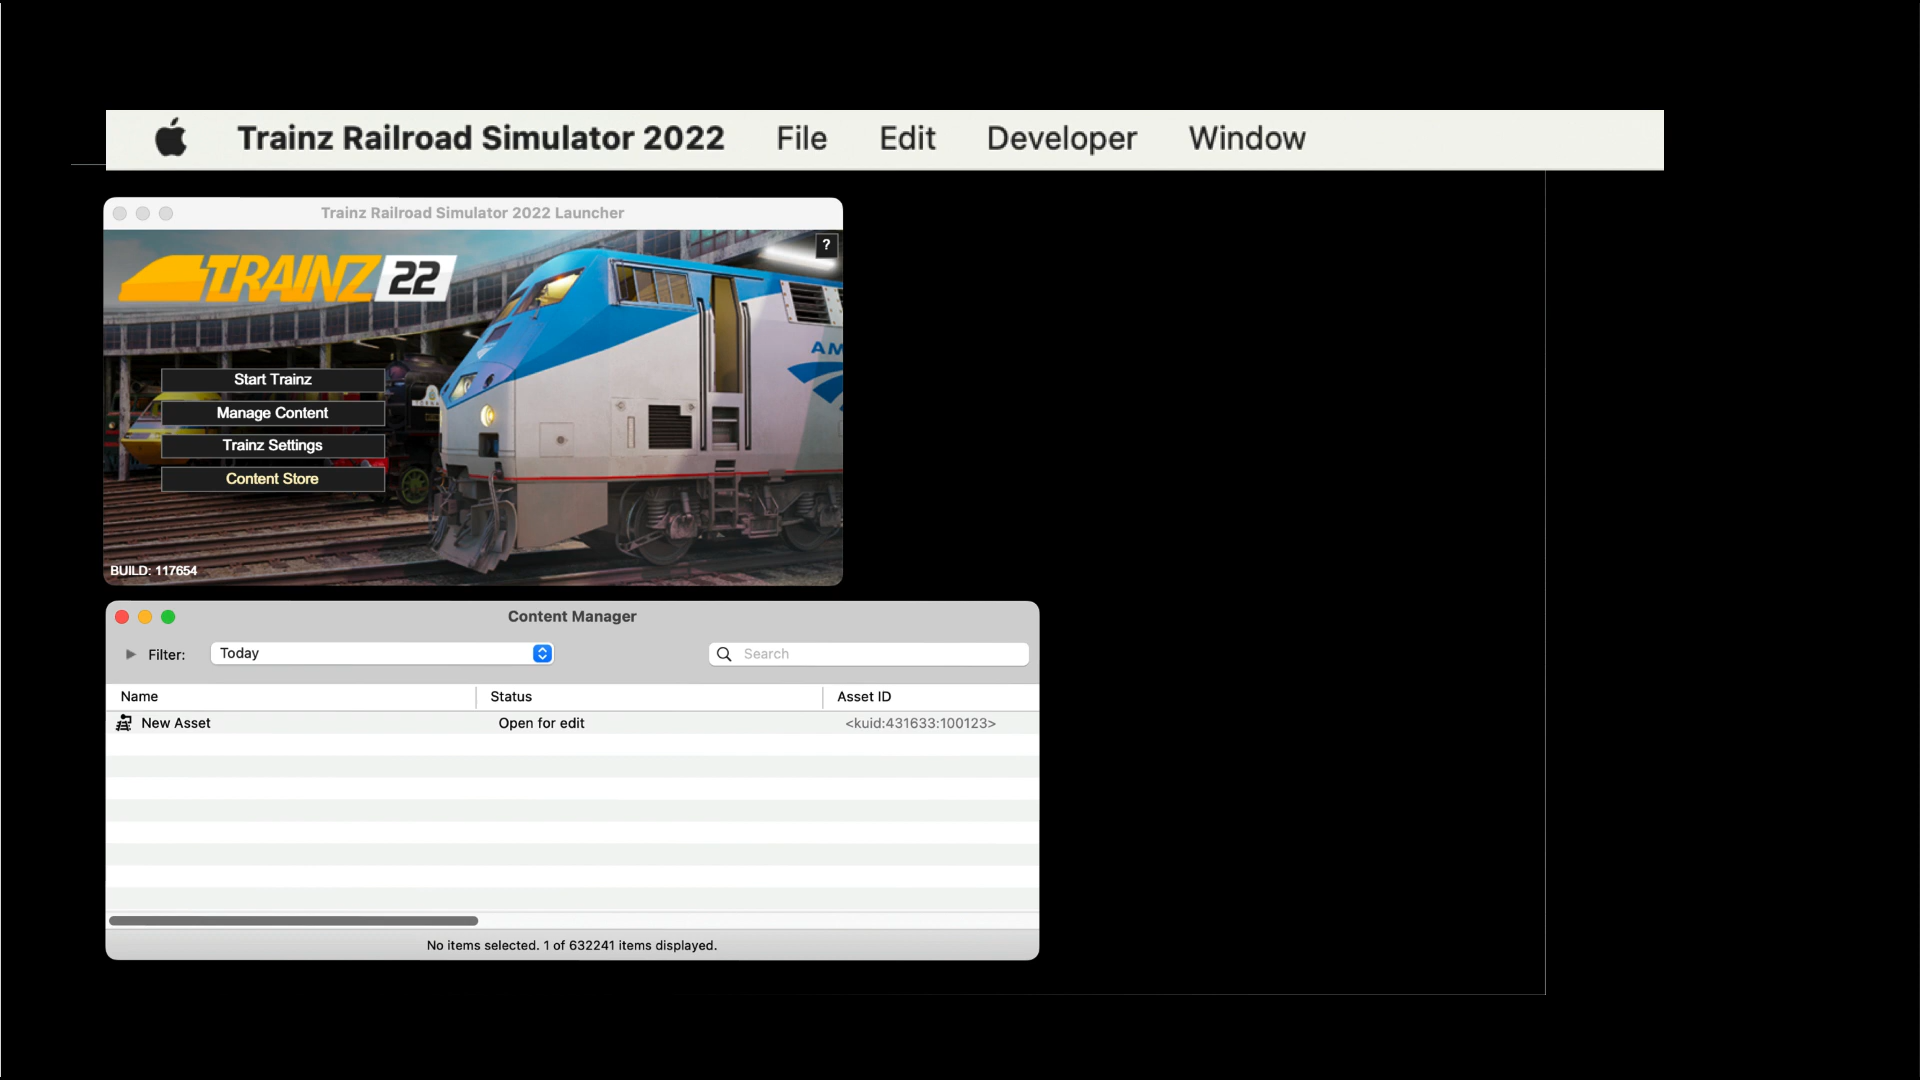 Trainz Railroad Simulator 2022 File Edit Developer Window
Trainz Railroad Simulator 2022 Launcher
?
TRAINZ 22
AM
Start Trainz
Manage Content
Trainz Settings
Content Store
BUILD: 117654
Content Manager
Filter: Today Search
Name Status Asset ID
New Asset Open for edit <kuid:431633:100123>
No items selected. 1 of 632241 items displayed.